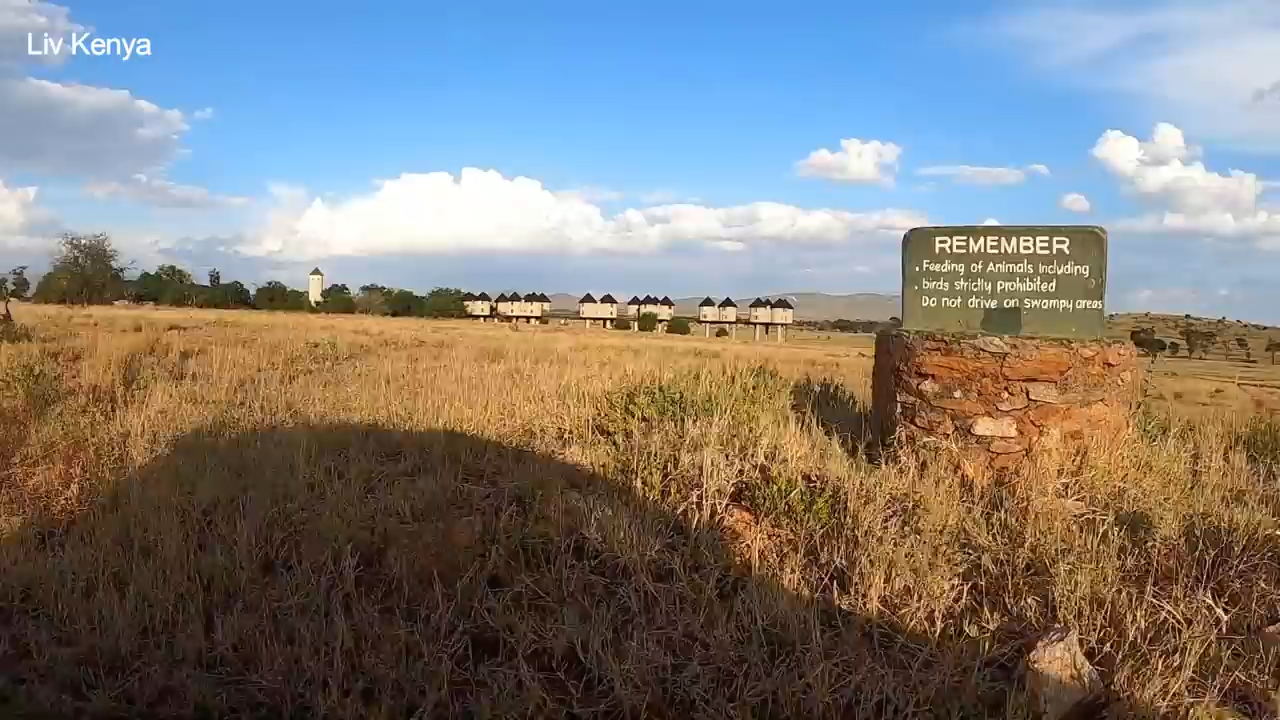 Liv Kenya
REMEMBER
. Feeding of Animals Including
. birds strictly prohibited
Do not drive on swampy areas